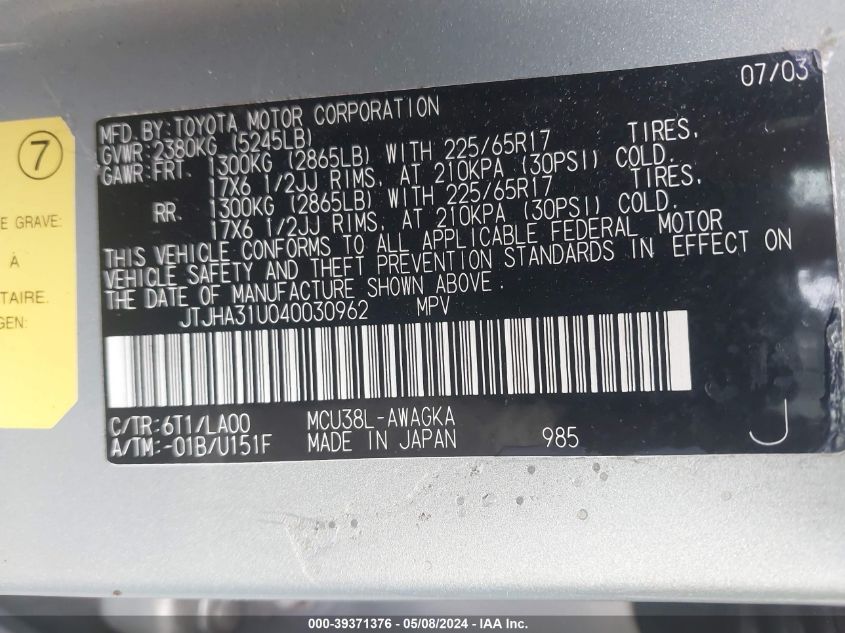 07/03
MFD. BY: TOYOTA MOTOR CORPORATION
GVWR: 2380KG (5245LB)
GAWR: FRT. 1300KG (2865LB) WITH 225/65R17 TIRES,
17X6 1/2JJ RIMS, AT 210KPA (30PSI) COLD.
RR. 1300KG (2865LB) WITH 225/65R17 TIRES,
17X6 1/2JJ RIMS, AT 210KPA (30PSI) COLD.
THIS VEHICLE CONFORMS TO ALL APPLICABLE FEDERAL MOTOR
VEHICLE SAFETY AND THEFT PREVENTION STANDARDS IN EFFECT ON
THE DATE OF MANUFACTURE SHOWN ABOVE.
JTJHA31U040030962 MPV
C/TR: 6T1/LA00 MCU38L-AWAGKA
A/TM: -01B/U151F MADE IN JAPAN 985 J
7
E GRAVE:
À
TAIRE.
GEN:
000-39371376 - 05/08/2024 - IAA Inc.